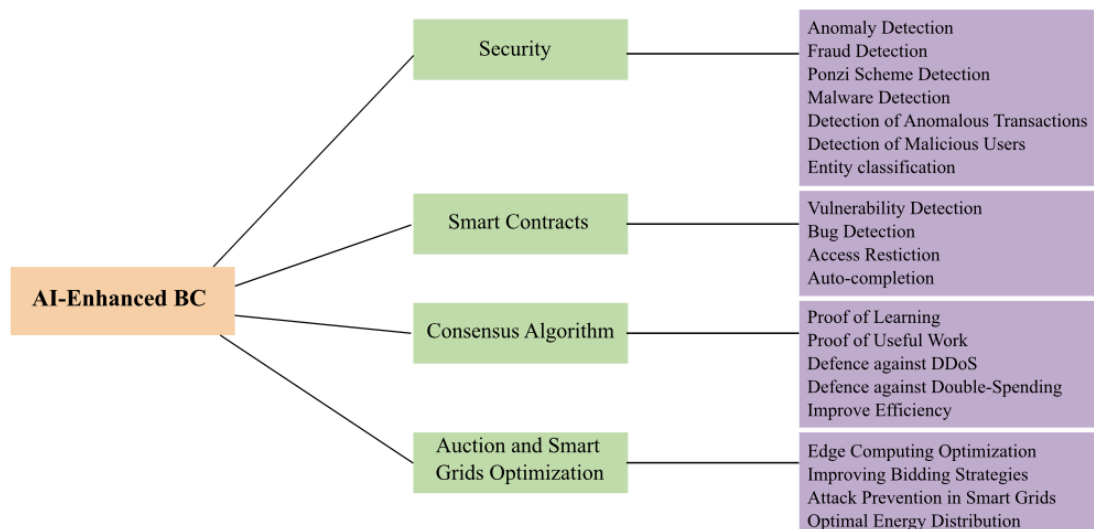 AI-Enhanced BC
Security
Anomaly Detection
Fraud Detection
Ponzi Scheme Detection
Malware Detection
Detection of Anomalous Transactions
Detection of Malicious Users
Entity classification
Smart Contracts
Vulnerability Detection
Bug Detection
Access Restiction
Auto-completion
Consensus Algorithm
Proof of Learning
Proof of Useful Work
Defence against DDoS
Defence against Double-Spending
Improve Efficiency
Auction and Smart
Grids Optimization
Edge Computing Optimization
Improving Bidding Strategies
Attack Prevention in Smart Grids
Optimal Energy Distribution